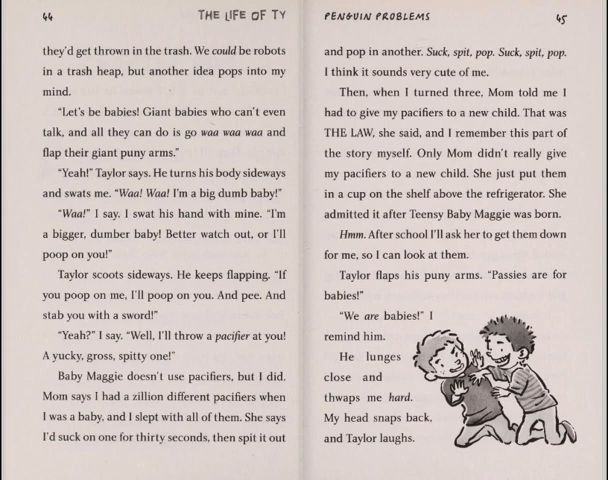 44 THE LIFE OF TY
they'd get thrown in the trash. We could be robots
in a trash heap, but another idea pops into my
mind.
"Let's be babies! Giant babies who can't even
talk, and all they can do is go waa waa waa and
flap their giant puny arms."
"Yeah!" Taylor says. He turns his body sideways
and swats me. "Waa! Waa! I'm a big dumb baby!"
"Waa!" I say. I swat his hand with mine. "I'm
a bigger, dumber baby! Better watch out, or I'll
poop on you!"
Taylor scoots sideways. He keeps flapping. "If
you poop on me, I'll poop on you. And pee. And
stab you with a sword!"
"Yeah?" I say. "Well, I'll throw a pacifier at you!
A yucky, gross, spitty one!"
Baby Maggie doesn't use pacifiers, but I did.
Mom says I had a zillion different pacifiers when
I was a baby, and I slept with all of them. She says
I'd suck on one for thirty seconds, then spit it out
PENGUIN PROBLEMS 45
and pop in another. Suck, spit, pop. Suck, spit, pop.
I think it sounds very cute of me.
Then, when I turned three, Mom told me I
had to give my pacifiers to a new child. That was
THE LAW, she said, and I remember this part of
the story myself. Only Mom didn't really give
my pacifiers to a new child. She just put them
in a cup on the shelf above the refrigerator. She
admitted it after Teensy Baby Maggie was born.
Hmm. After school I'll ask her to get them down
for me, so I can look at them.
Taylor flaps his puny arms. "Passies are for
babies!"
"We are babies!" I
remind him.
He lunges
close and
thwaps me hard.
My head snaps back,
and Taylor laughs.